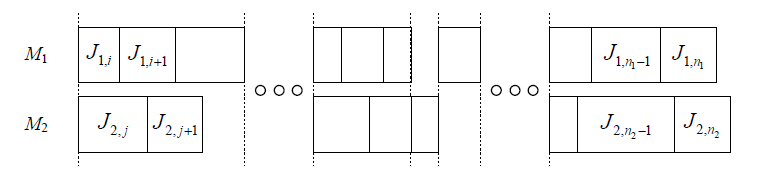 M₁ J₁,ᵢ J₁,ᵢ₊₁ ○○○ ○○○ J₁,ₙ₁₋₁ J₁,ₙ₁
M₂ J₂,ⱼ J₂,ⱼ₊₁ J₂,ₙ₂₋₁ J₂,ₙ₂